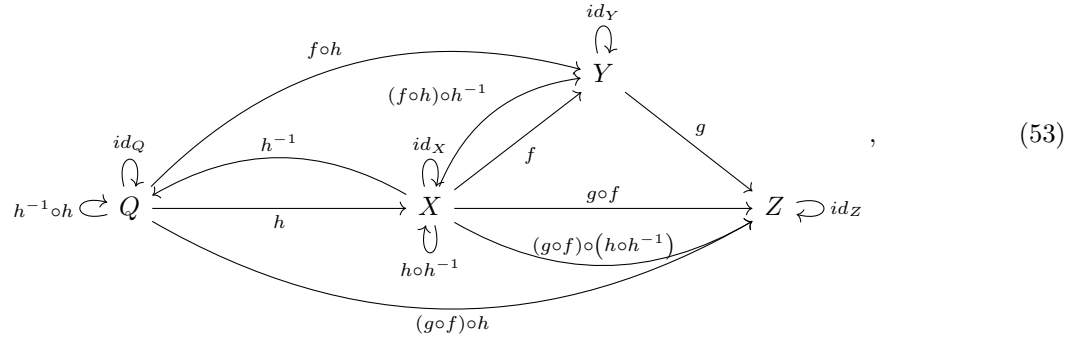 id_Y
f∘h
Y
(f∘h)∘h^{-1}
g
, (53)
id_Q
h^{-1}
id_X
f
h^{-1}∘h Q h X g∘f Z id_Z
(g∘f)∘(h∘h^{-1})
h∘h^{-1}
(g∘f)∘h